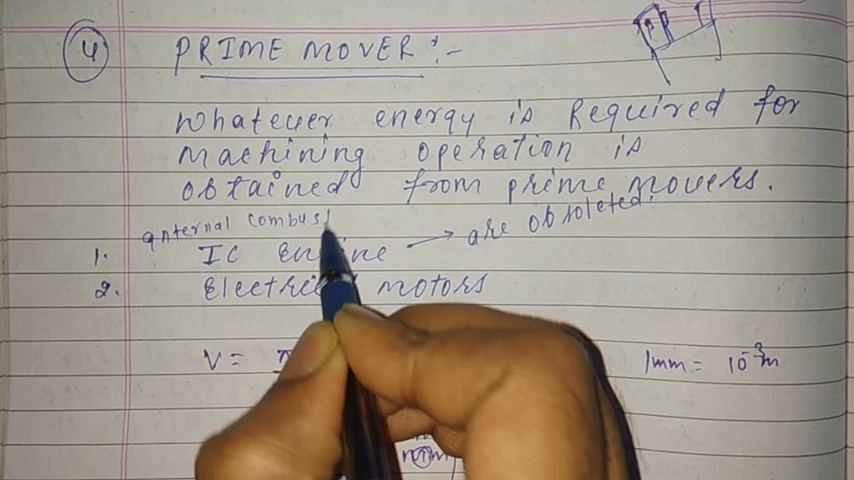 4
PRIME MOVER :-
Whatever energy is Required for
Machining operation is
obtained from prime movers.
internal combus
1. IC Engine → are obsoleted.
2. Electric motors
V =
1mm = 10⁻³m